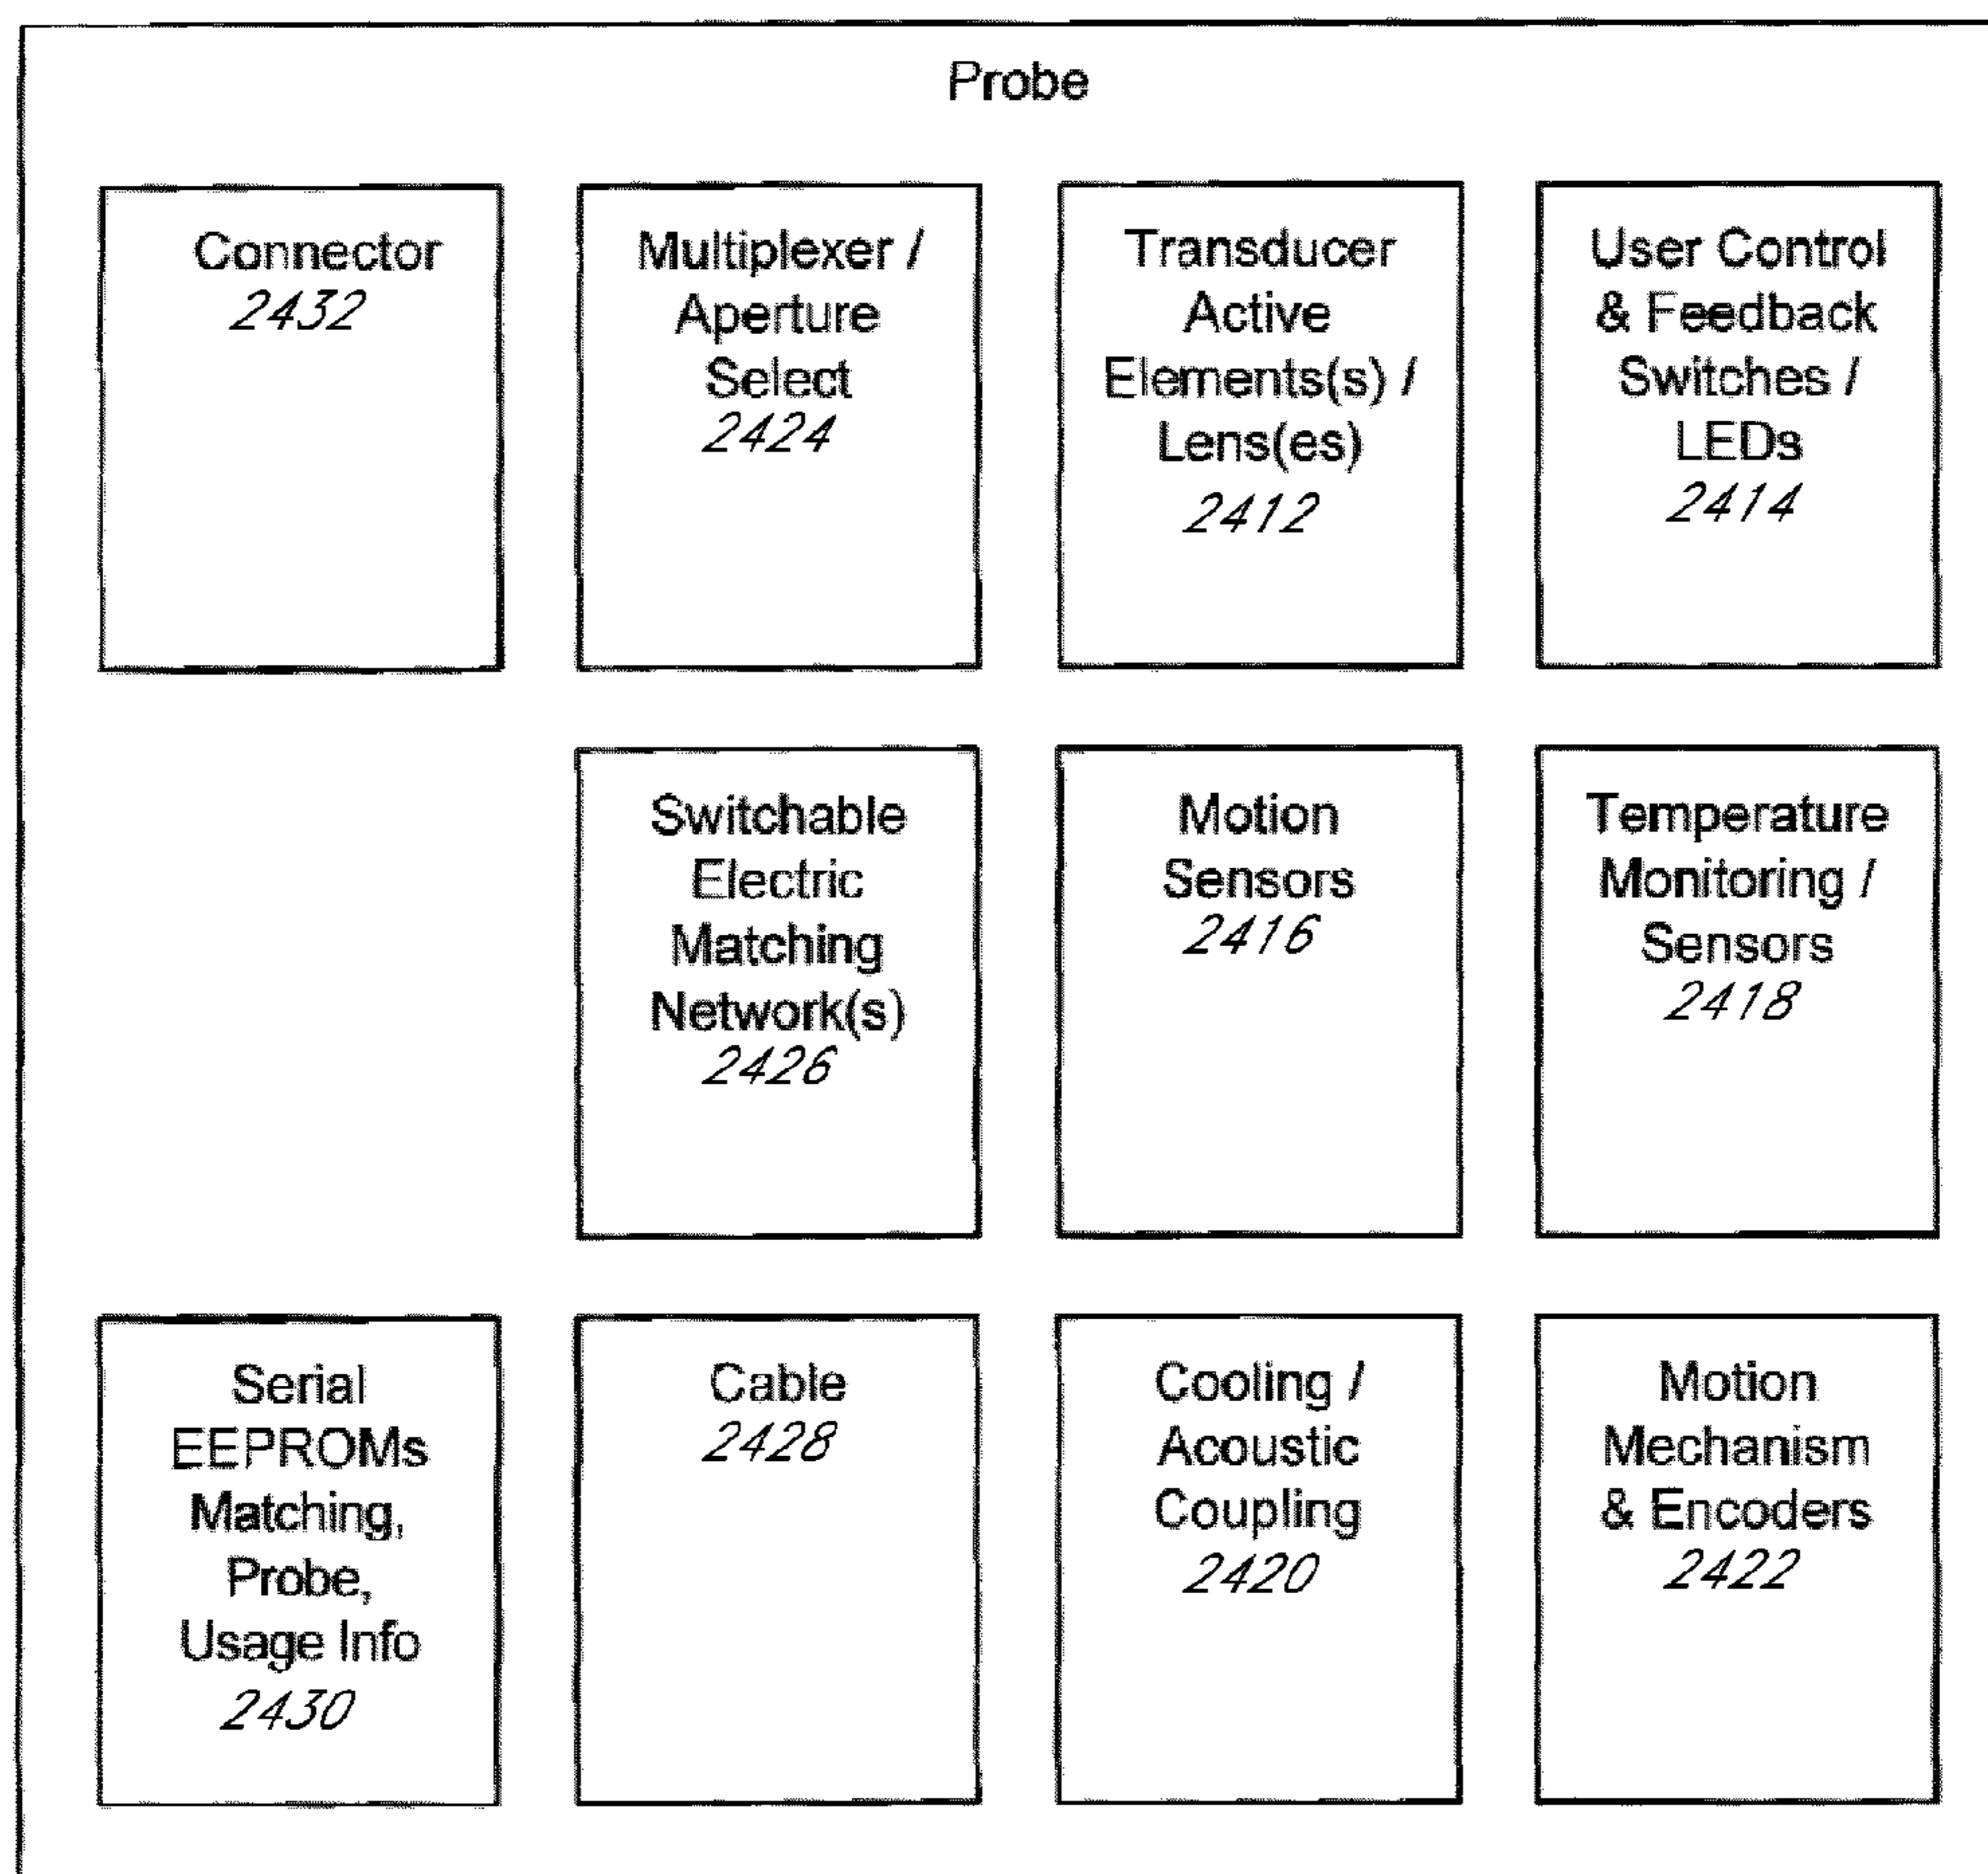 Probe
Connector
2432
Multiplexer /
Aperture
Select
2424
Transducer
Active
Elements(s) /
Lens(es)
2412
User Control
& Feedback
Switches /
LEDs
2414
Switchable
Electric
Matching
Network(s)
2426
Motion
Sensors
2416
Temperature
Monitoring /
Sensors
2418
Serial
EEPROMs
Matching,
Probe,
Usage Info
2430
Cable
2428
Cooling /
Acoustic
Coupling
2420
Motion
Mechanism
& Encoders
2422